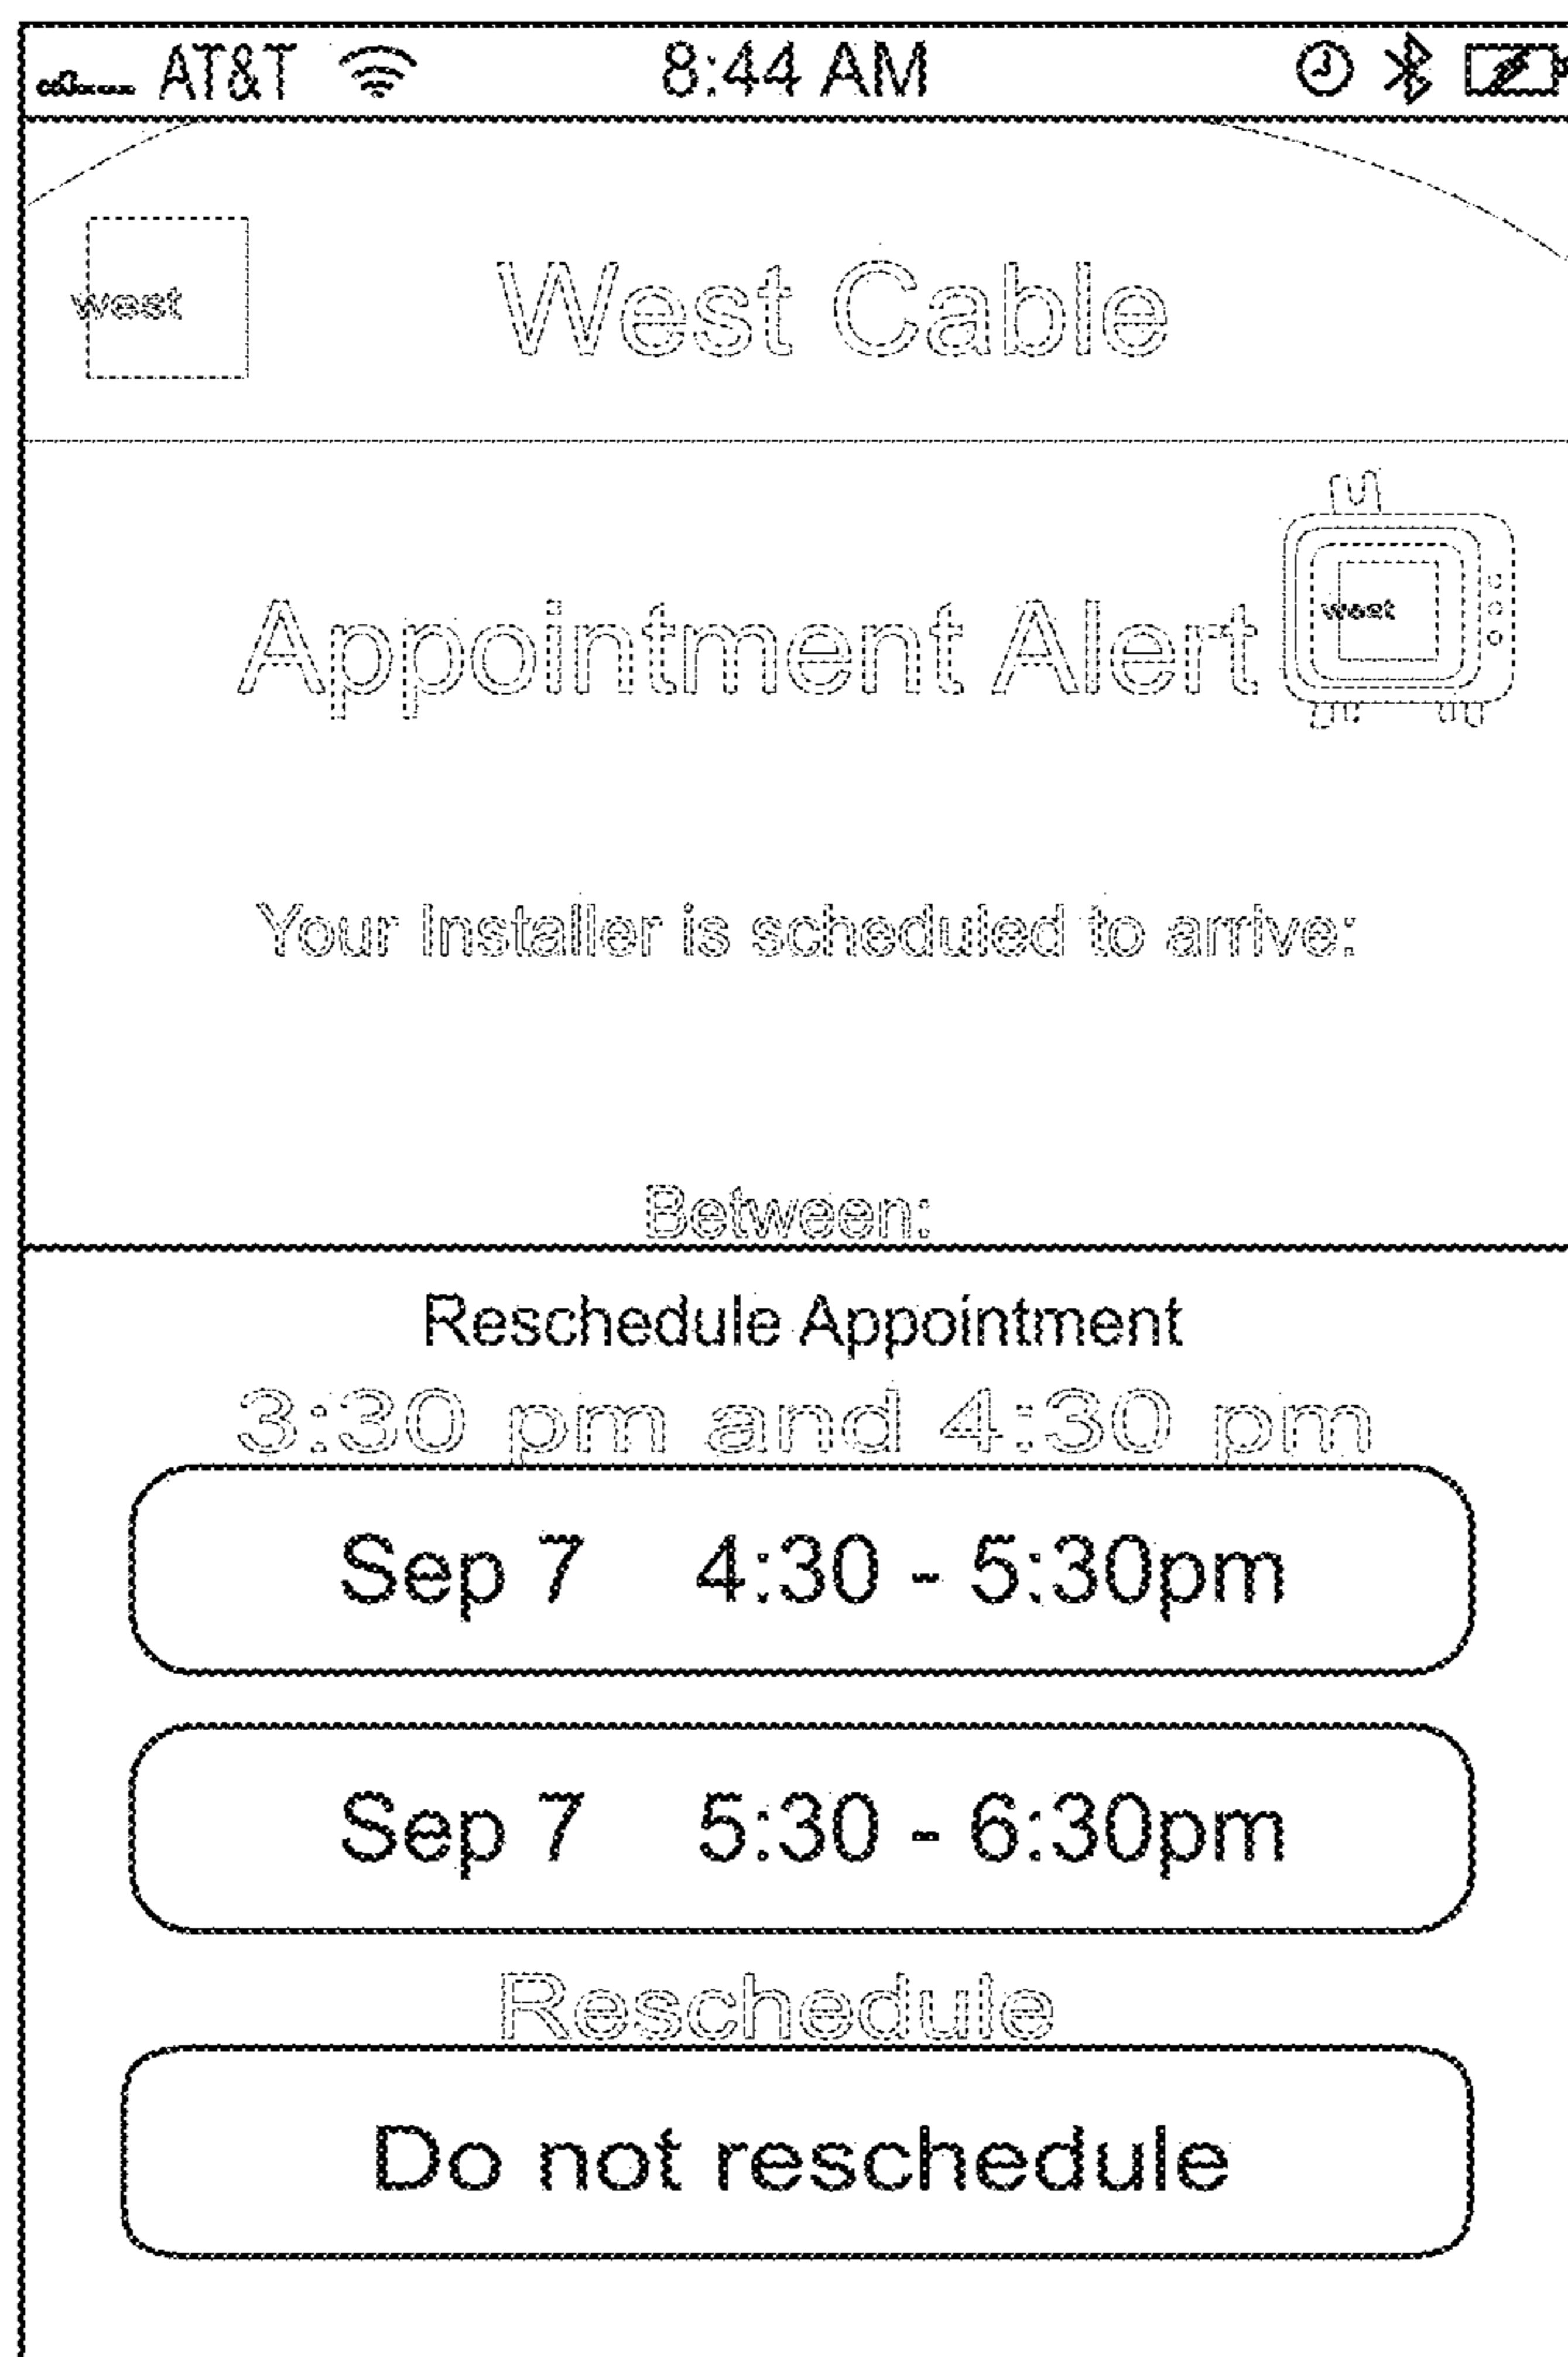 AT&T 8:44 AM
west West Cable
west
Appointment Alert
Your Installer is scheduled to arrive:
Between:
Reschedule Appointment
3:30 pm and 4:30 pm
Sep 7 4:30 - 5:30pm
Sep 7 5:30 - 6:30pm
Reschedule
Do not reschedule